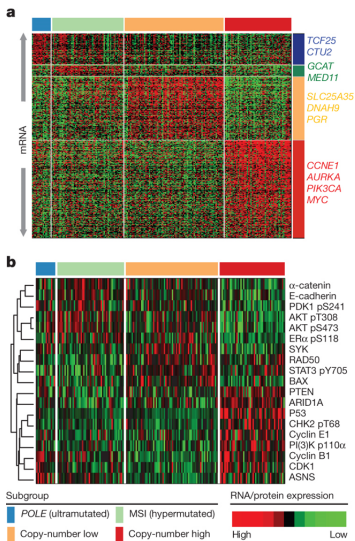 a
TCF25
CTU2
GCAT
MED11
SLC25A35
DNAH9
PGR
CCNE1
AURKA
PIK3CA
MYC
mRNA
b
α-catenin
E-cadherin
PDK1 pS241
AKT pT308
AKT pS473
ERα pS118
SYK
RAD50
STAT3 pY705
BAX
PTEN
ARID1A
P53
CHK2 pT68
Cyclin E1
PI(3)K p110α
Cyclin B1
CDK1
ASNS
Subgroup
POLE (ultramutated)
MSI (hypermutated)
Copy-number low
Copy-number high
RNA/protein expression
High
Low